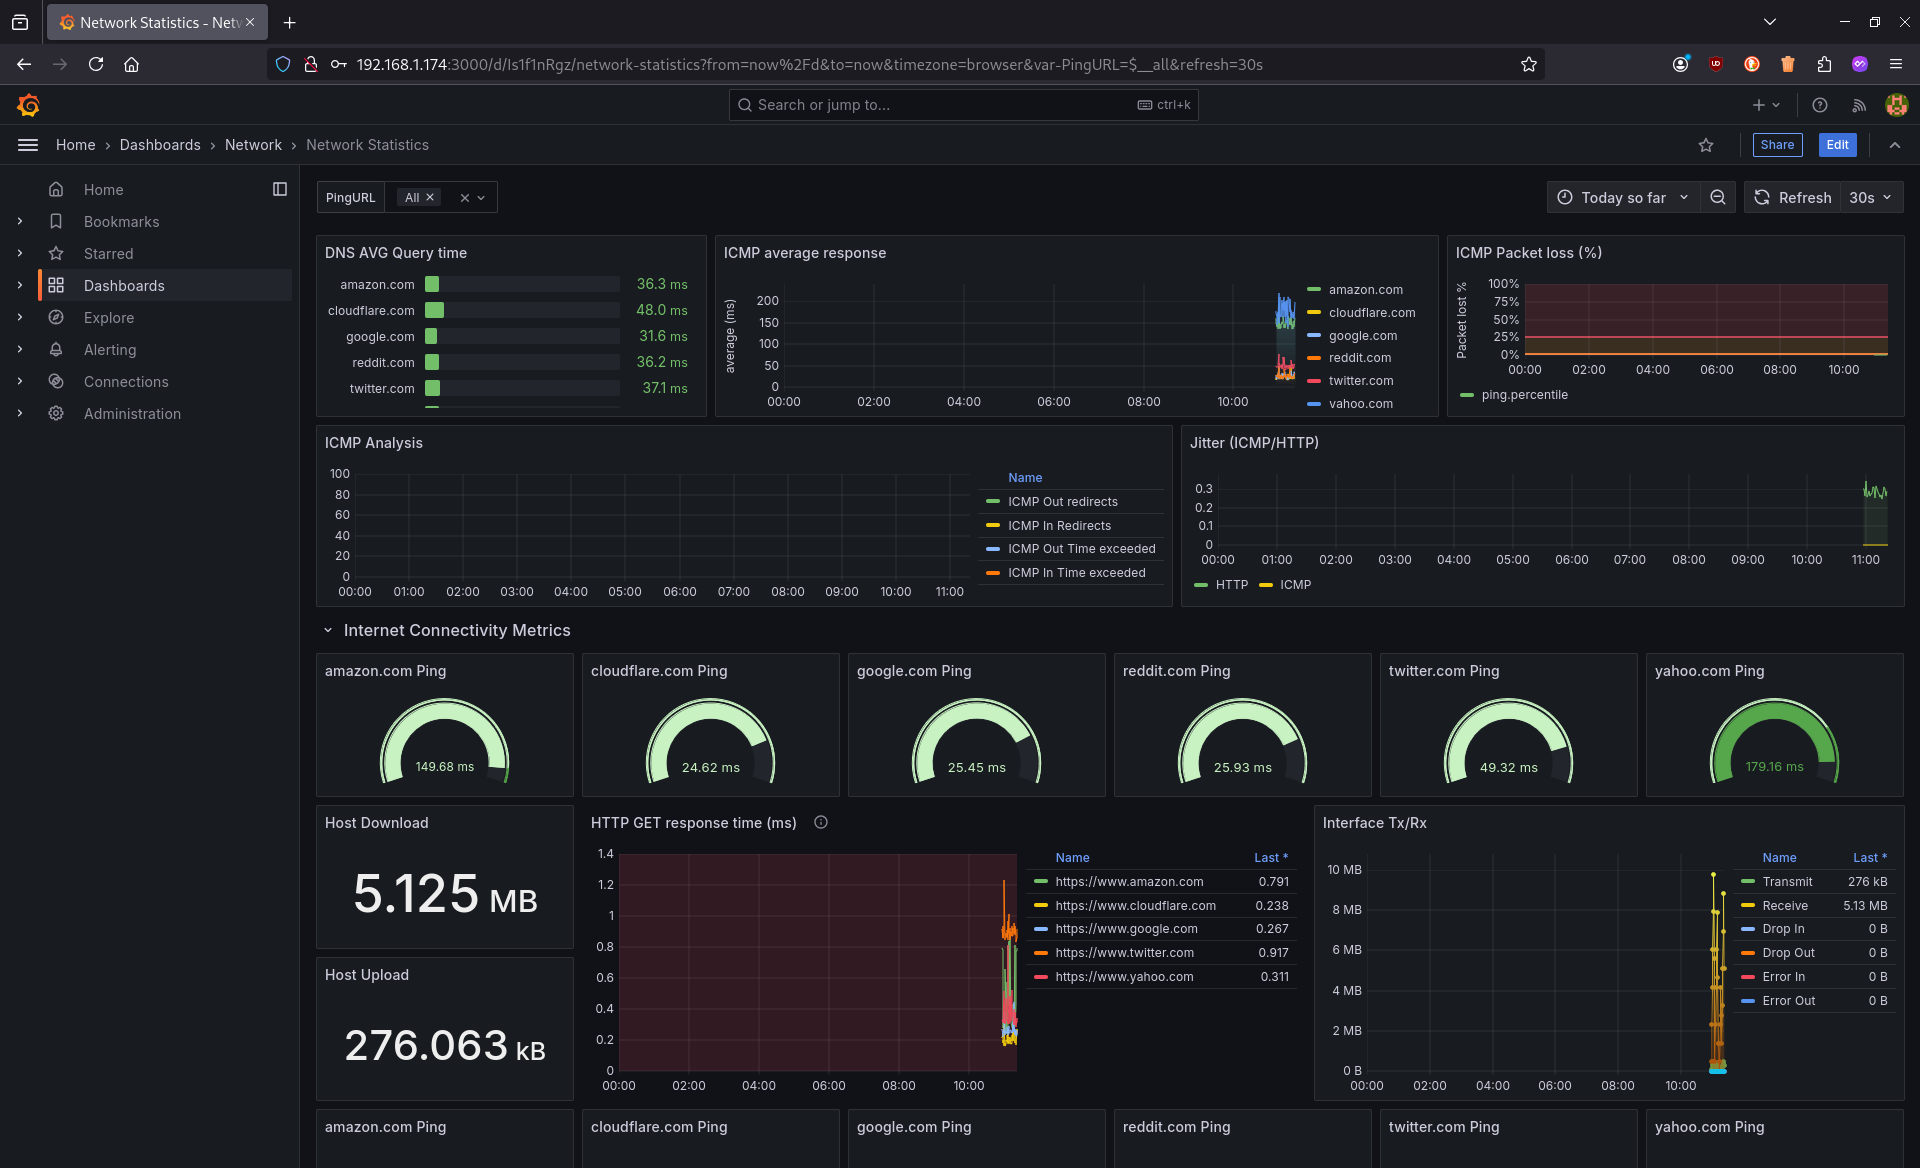 Network Statistics - Netw
192.168.1.174:3000/d/Is1f1nRgz/network-statistics?from=now%2Fd&to=now&timezone=browser&var-PingURL=$__all&refresh=30s
Search or jump to...
ctrl+k
Home › Dashboards › Network › Network Statistics
Share
Edit
Home
Bookmarks
Starred
Dashboards
Explore
Alerting
Connections
Administration
PingURL
All
Today so far
Refresh
30s
DNS AVG Query time
amazon.com 36.3 ms
cloudflare.com 48.0 ms
google.com 31.6 ms
reddit.com 36.2 ms
twitter.com 37.1 ms
ICMP average response
average (ms)
200
150
100
50
0
00:00 02:00 04:00 06:00 08:00 10:00
amazon.com
cloudflare.com
google.com
reddit.com
twitter.com
yahoo.com
ICMP Packet loss (%)
Packet lost %
100%
75%
50%
25%
0%
00:00 02:00 04:00 06:00 08:00 10:00
ping.percentile
ICMP Analysis
100
80
60
40
20
0
00:00 01:00 02:00 03:00 04:00 05:00 06:00 07:00 08:00 09:00 10:00 11:00
Name
ICMP Out redirects
ICMP In Redirects
ICMP Out Time exceeded
ICMP In Time exceeded
Jitter (ICMP/HTTP)
0.3
0.2
0.1
0
00:00 01:00 02:00 03:00 04:00 05:00 06:00 07:00 08:00 09:00 10:00 11:00
HTTP ICMP
Internet Connectivity Metrics
amazon.com Ping
149.68 ms
cloudflare.com Ping
24.62 ms
google.com Ping
25.45 ms
reddit.com Ping
25.93 ms
twitter.com Ping
49.32 ms
yahoo.com Ping
179.16 ms
Host Download
5.125 MB
Host Upload
276.063 kB
HTTP GET response time (ms)
1.4
1.2
1
0.8
0.6
0.4
0.2
0
00:00 02:00 04:00 06:00 08:00 10:00
Name Last *
https://www.amazon.com 0.791
https://www.cloudflare.com 0.238
https://www.google.com 0.267
https://www.twitter.com 0.917
https://www.yahoo.com 0.311
Interface Tx/Rx
10 MB
8 MB
6 MB
4 MB
2 MB
0 B
00:00 02:00 04:00 06:00 08:00 10:00
Name Last *
Transmit 276 kB
Receive 5.13 MB
Drop In 0 B
Drop Out 0 B
Error In 0 B
Error Out 0 B
amazon.com Ping
cloudflare.com Ping
google.com Ping
reddit.com Ping
twitter.com Ping
yahoo.com Ping